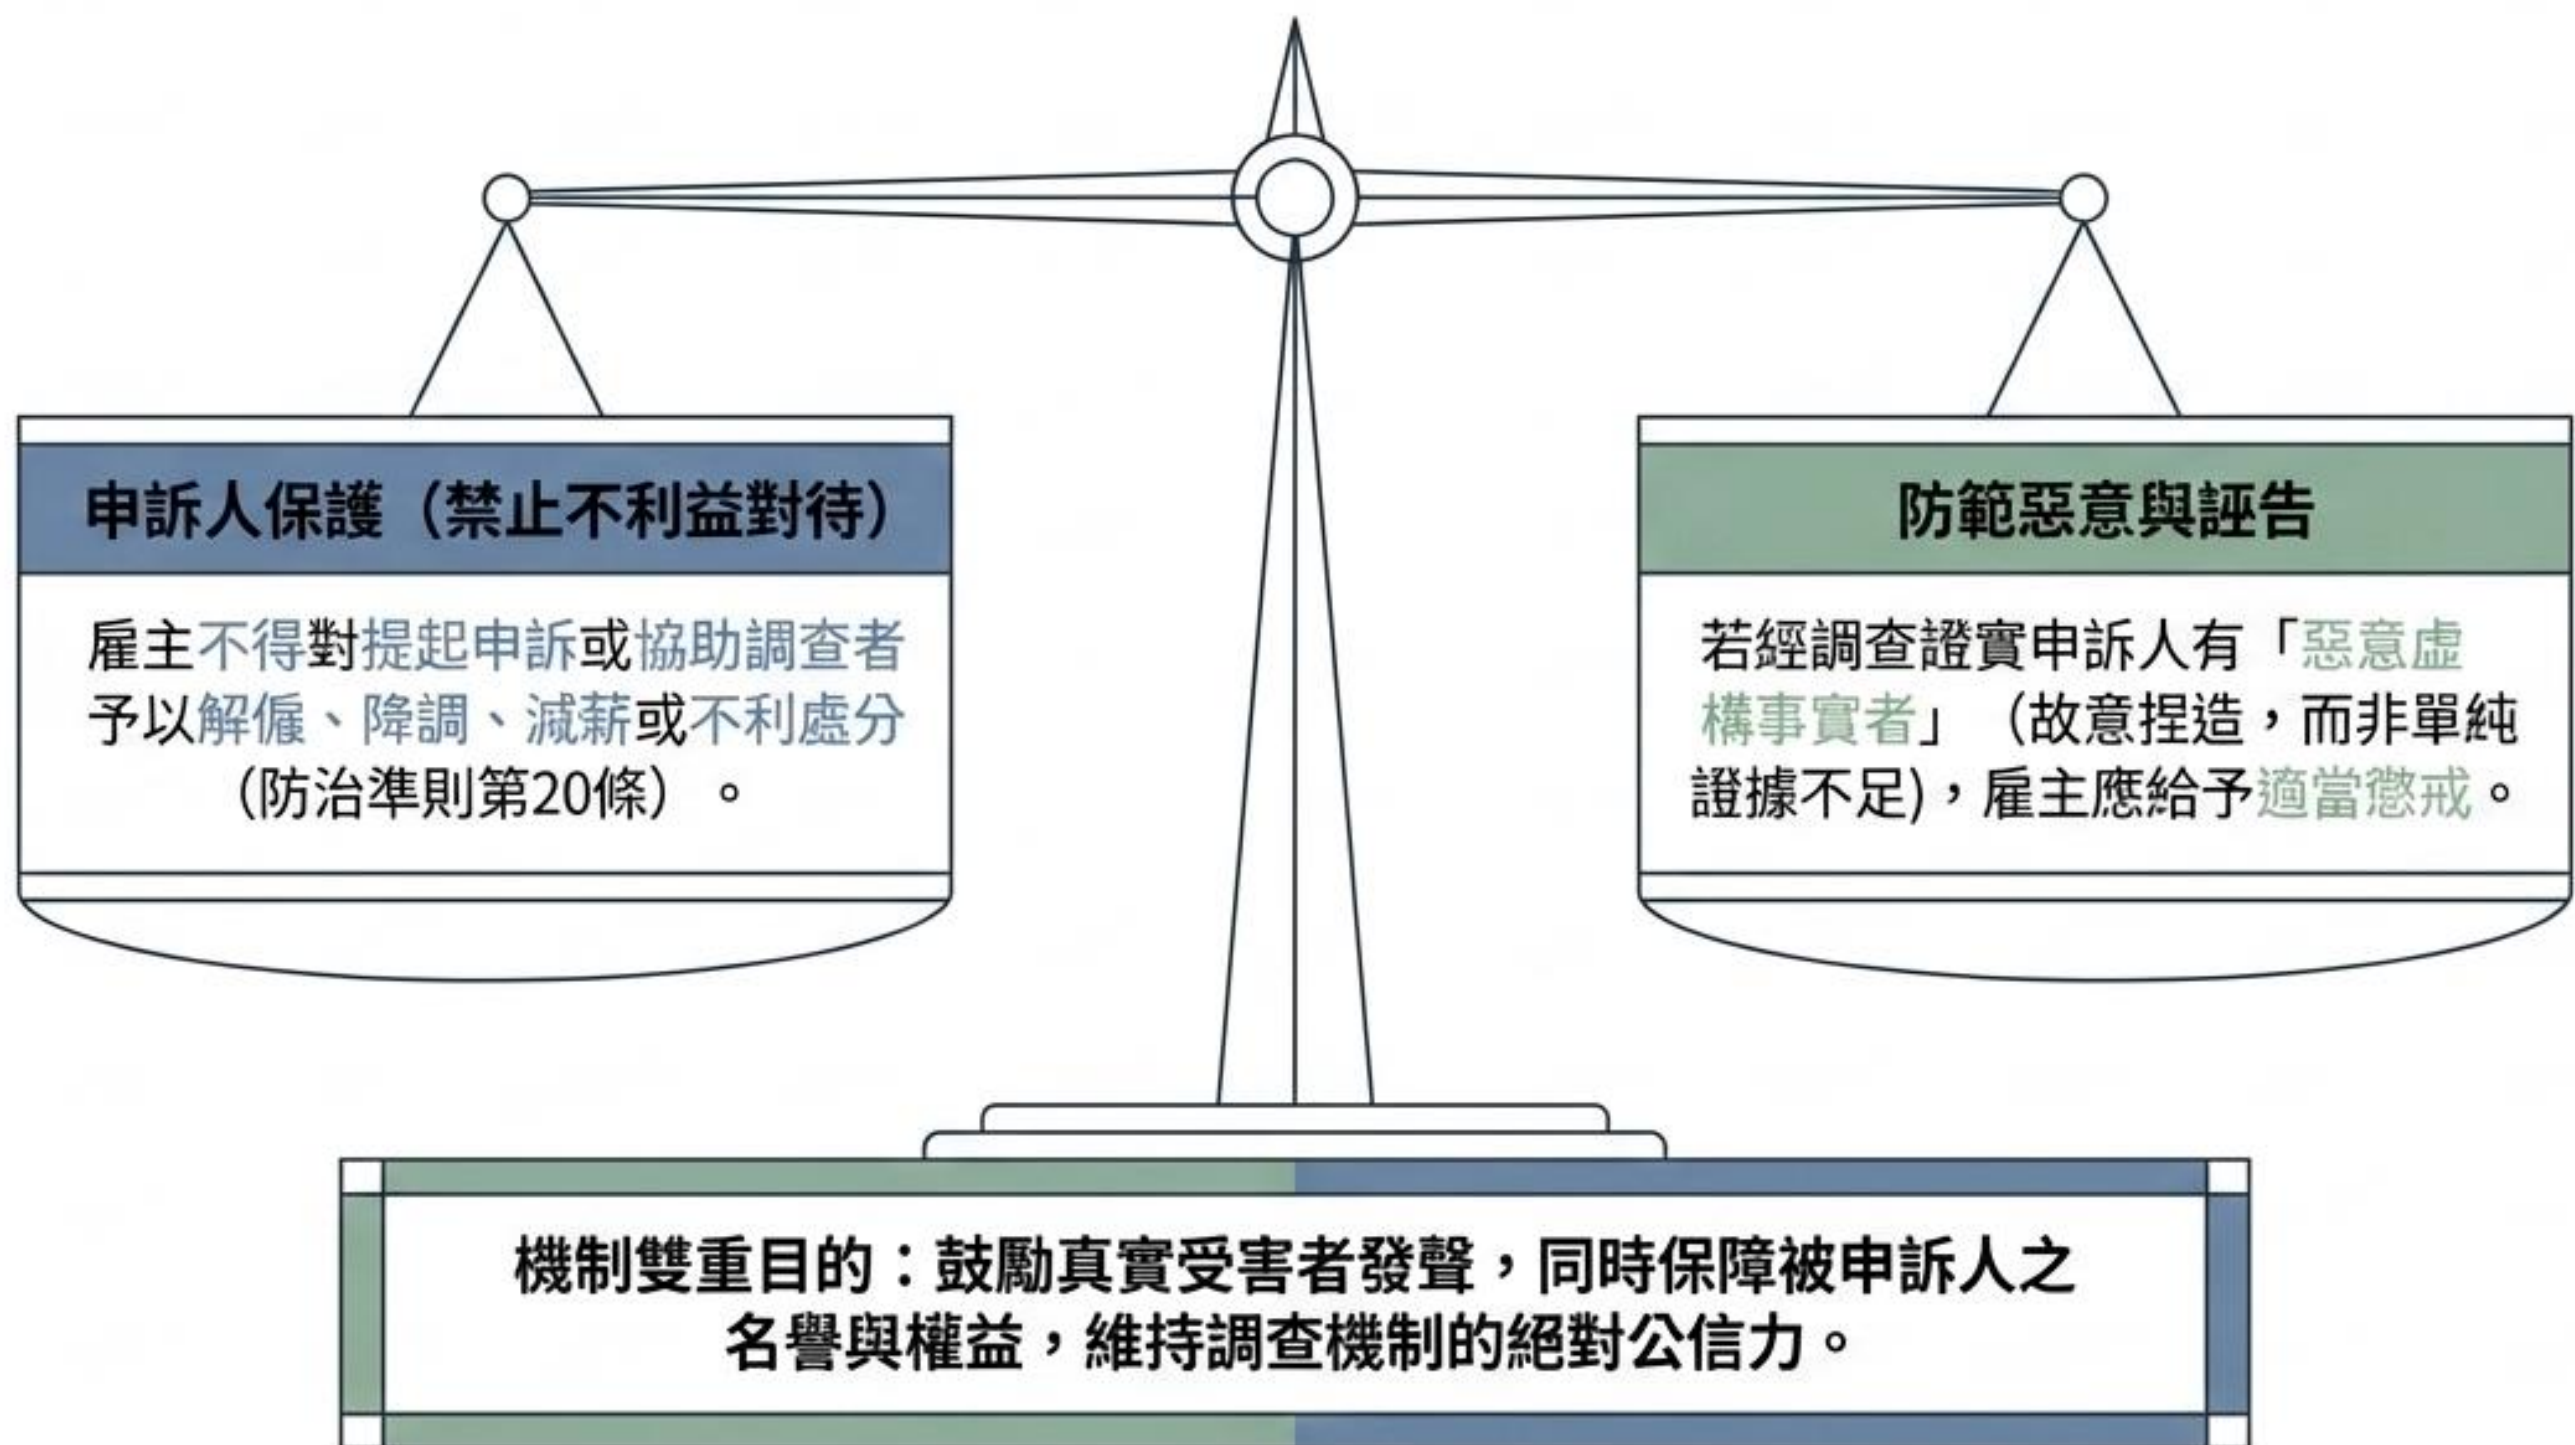 申訴人保護（禁止不利益對待）
雇主不得對提起申訴或協助調查者
予以解僱、降調、減薪或不利處分
（防治準則第20條）。
防範惡意與誣告
若經調查證實申訴人有「惡意虛
構事實者」（故意捏造，而非單純
證據不足)，雇主應給予適當懲戒。
機制雙重目的：鼓勵真實受害者發聲，同時保障被申訴人之
名譽與權益，維持調查機制的絕對公信力。